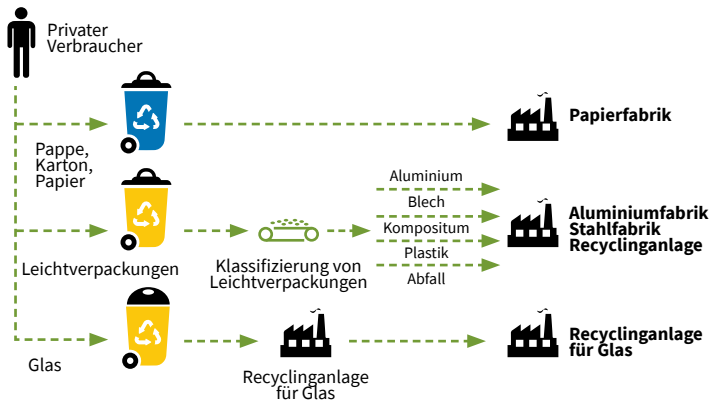 Privater
Verbraucher
Pappe,
Karton,
Papier
Papierfabrik
Leichtverpackungen
Klassifizierung von
Leichtverpackungen
Aluminium
Blech
Kompositum
Plastik
Abfall
Aluminiumfabrik
Stahlfabrik
Recyclinganlage
Glas
Recyclinganlage
für Glas
Recyclinganlage
für Glas